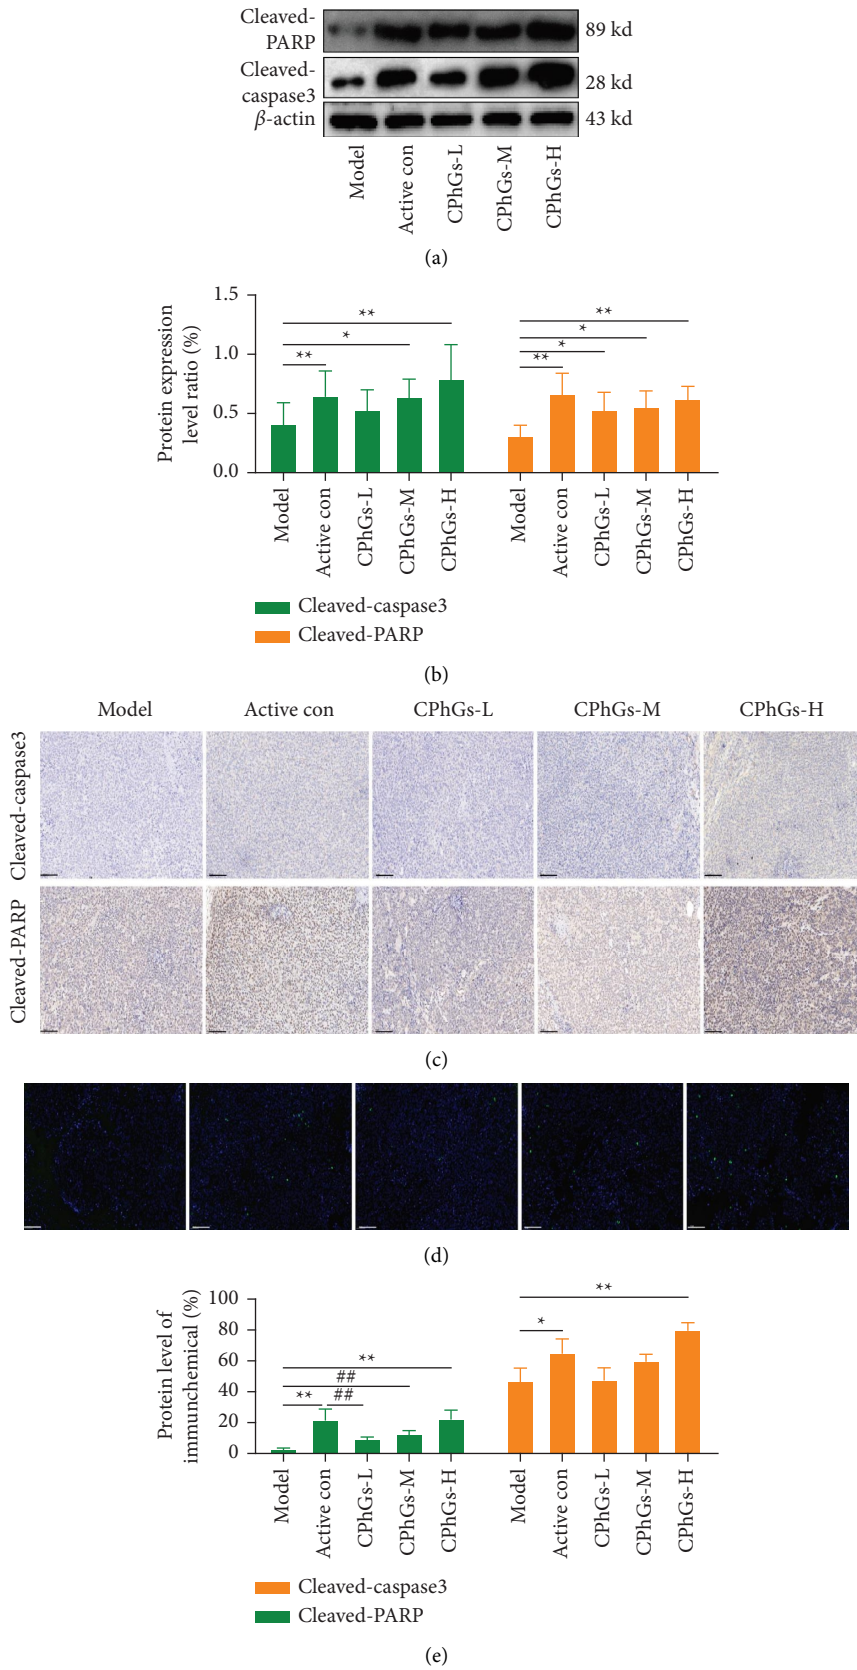 Cleaved-
PARP
89 kd
Cleaved-
caspase3
28 kd
β-actin
43 kd
Model
Active con
CPhGs-L
CPhGs-M
CPhGs-H
(a)
Protein expression
level ratio (%)
1.5
1.0
0.5
0.0
**
*
**
**
*
*
**
Model
Active con
CPhGs-L
CPhGs-M
CPhGs-H
Model
Active con
CPhGs-L
CPhGs-M
CPhGs-H
Cleaved-caspase3
Cleaved-PARP
(b)
Model Active con CPhGs-L CPhGs-M CPhGs-H
Cleaved-caspase3
Cleaved-PARP
(c)
(d)
Protein level of
immunchemical (%)
100
80
60
40
20
0
**
##
**
##
**
*
Model
Active con
CPhGs-L
CPhGs-M
CPhGs-H
Model
Active con
CPhGs-L
CPhGs-M
CPhGs-H
Cleaved-caspase3
Cleaved-PARP
(e)